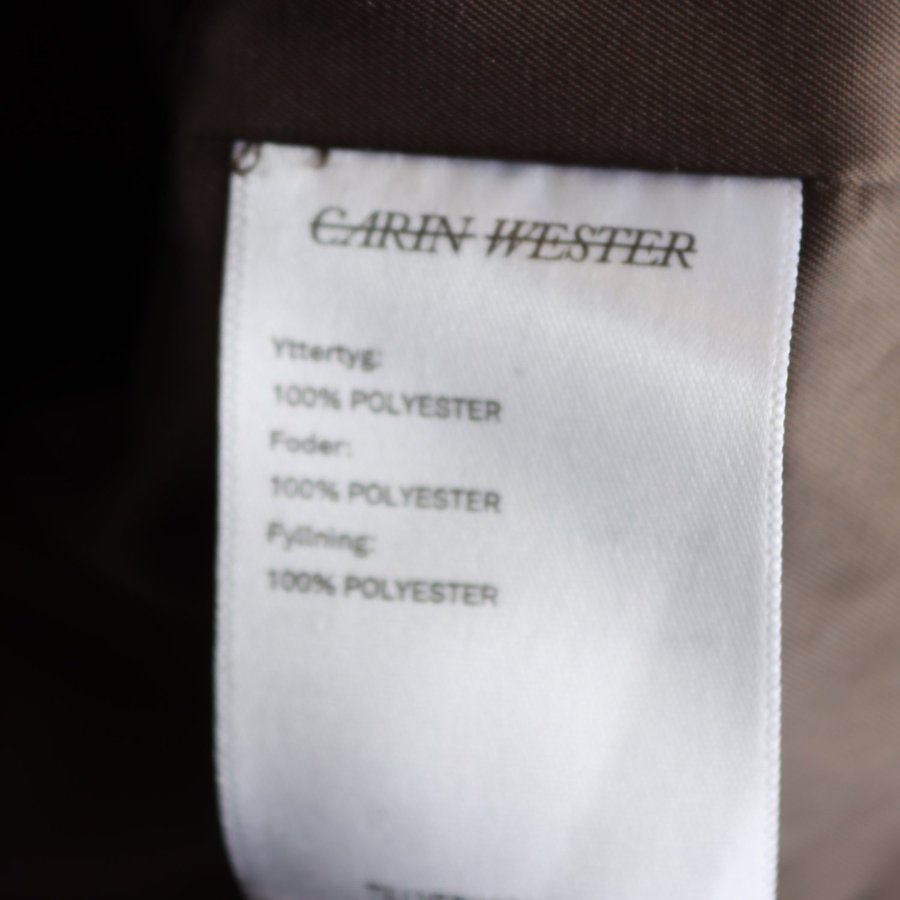 CARIN WESTER
Yttertyg:
100% POLYESTER
Foder:
100% POLYESTER
Fyllning:
100% POLYESTER